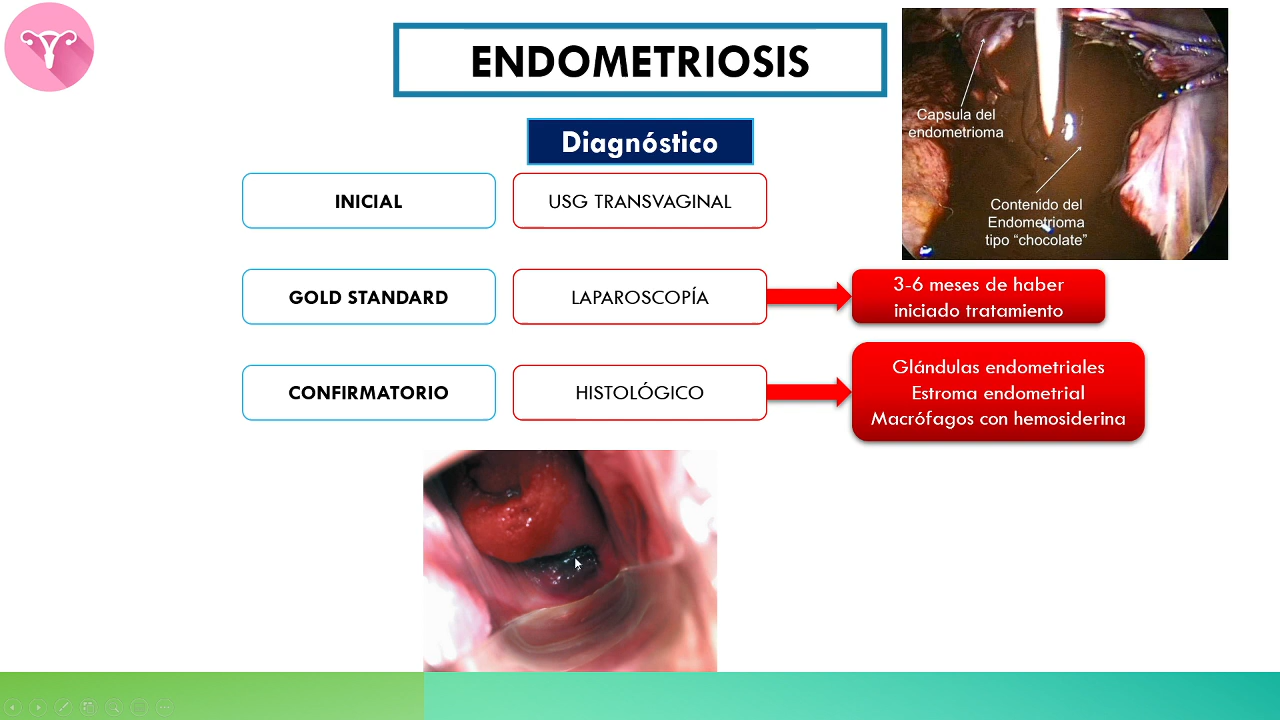 ENDOMETRIOSIS
Diagnóstico
INICIAL
USG TRANSVAGINAL
GOLD STANDARD
LAPAROSCOPÍA
3-6 meses de haber
iniciado tratamiento
CONFIRMATORIO
HISTOLÓGICO
Glándulas endometriales
Estroma endometrial
Macrófagos con hemosiderina
Capsula del
endometrioma
Contenido del
Endometrioma
tipo “chocolate”